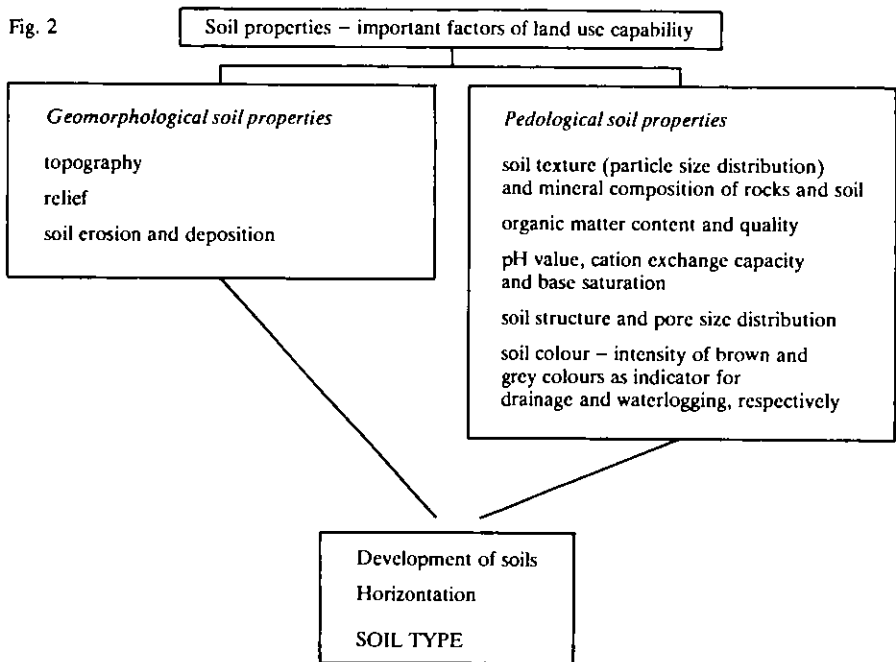 Fig. 2
Soil properties – important factors of land use capability
Geomorphological soil properties
topography
relief
soil erosion and deposition
Pedological soil properties
soil texture (particle size distribution)
and mineral composition of rocks and soil
organic matter content and quality
pH value, cation exchange capacity
and base saturation
soil structure and pore size distribution
soil colour – intensity of brown and
grey colours as indicator for
drainage and waterlogging, respectively
Development of soils
Horizontation
SOIL TYPE